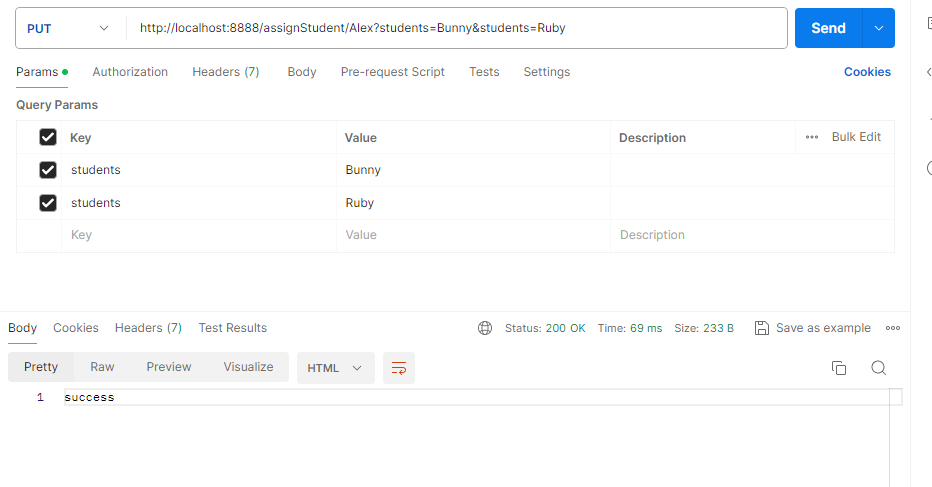 PUT http://localhost:8888/assignStudent/Alex?students=Bunny&students=Ruby Send
Params Authorization Headers (7) Body Pre-request Script Tests Settings Cookies
Query Params
Key Value Description Bulk Edit
students Bunny
students Ruby
Key Value Description
Body Cookies Headers (7) Test Results Status: 200 OK Time: 69 ms Size: 233 B Save as example
Pretty Raw Preview Visualize HTML
1 success